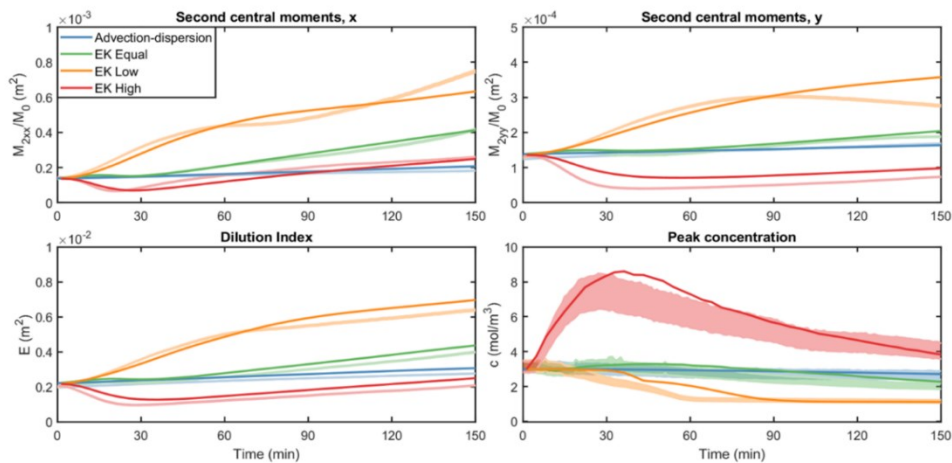 Second central moments, x
×10⁻³
1
0.8
0.6
0.4
0.2
0
M₂ₓₓ/M₀ (m²)
Advection-dispersion
EK Equal
EK Low
EK High
0 30 60 90 120 150
Second central moments, y
×10⁻⁴
5
4
3
2
1
0
M₂yy/M₀ (m²)
0 30 60 90 120 150
Dilution Index
×10⁻²
1
0.8
0.6
0.4
0.2
0
E (m²)
0 30 60 90 120 150
Time (min)
Peak concentration
10
8
6
4
2
0
c (mol/m³)
0 30 60 90 120 150
Time (min)